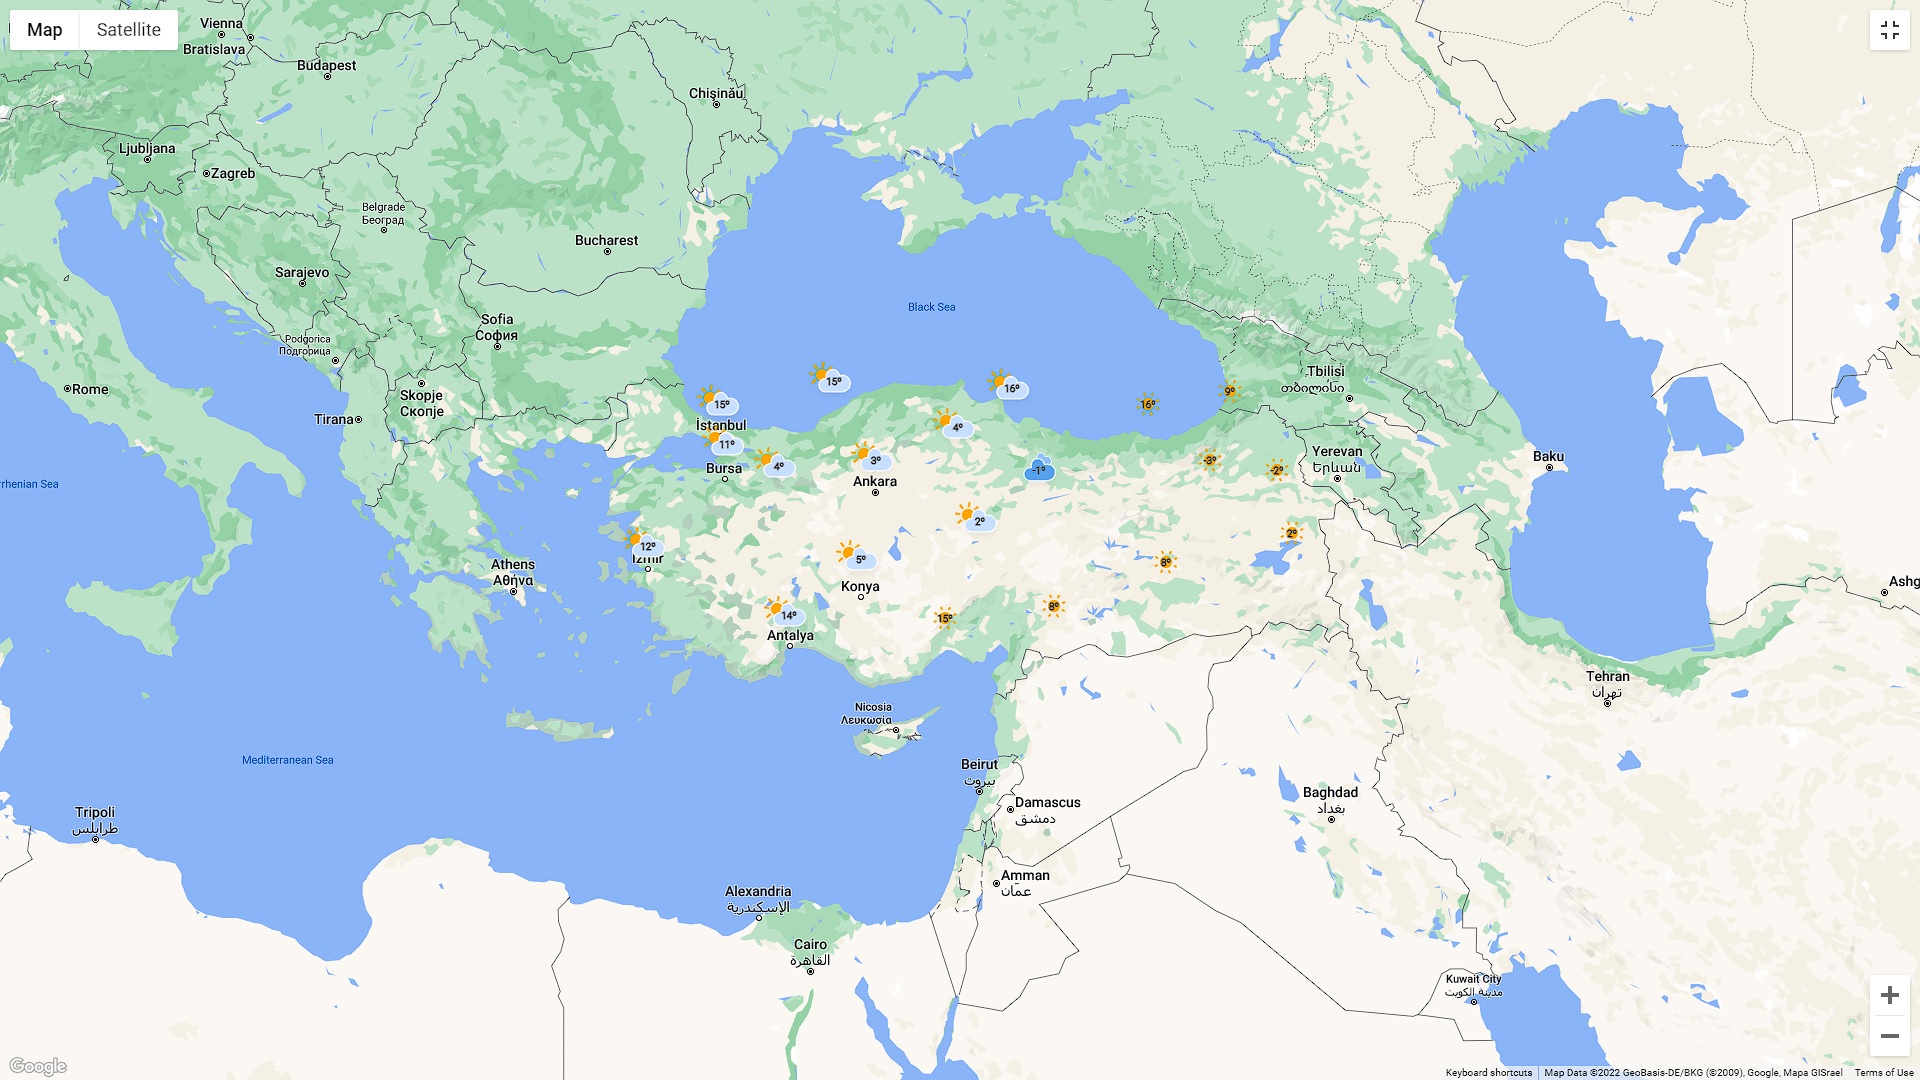 Map
Satellite
Vienna
Bratislava
Budapest
Chișinău
Ljubljana
Zagreb
Belgrade
Београд
Bucharest
Sarajevo
Black Sea
Sofia
София
Podgorica
Подгорица
Tbilisi
თბილისი
Rome
Skopje
Скопје
Tirana
15°
16°
9°
15°
16°
İstanbul
4°
11°
Bursa
4°
3°
Ankara
-1°
-3°
-2°
Yerevan
Երևան
Baku
rrhenian Sea
2°
2°
12°
İzmir
5°
8°
Athens
Αθήνα
Konya
Ashg
8°
14°
15°
Antalya
Tehran
تهران
Nicosia
Λευκωσία
Mediterranean Sea
Beirut
بيروت
Damascus
دمشق
Baghdad
بغداد
Tripoli
طرابلس
Amman
عمّان
Alexandria
الإسكندرية
Cairo
القاهرة
Kuwait City
مدينة الكويت
Google
Keyboard shortcuts
Map Data ©2022 GeoBasis-DE/BKG (©2009), Google, Mapa GISrael
Terms of Use